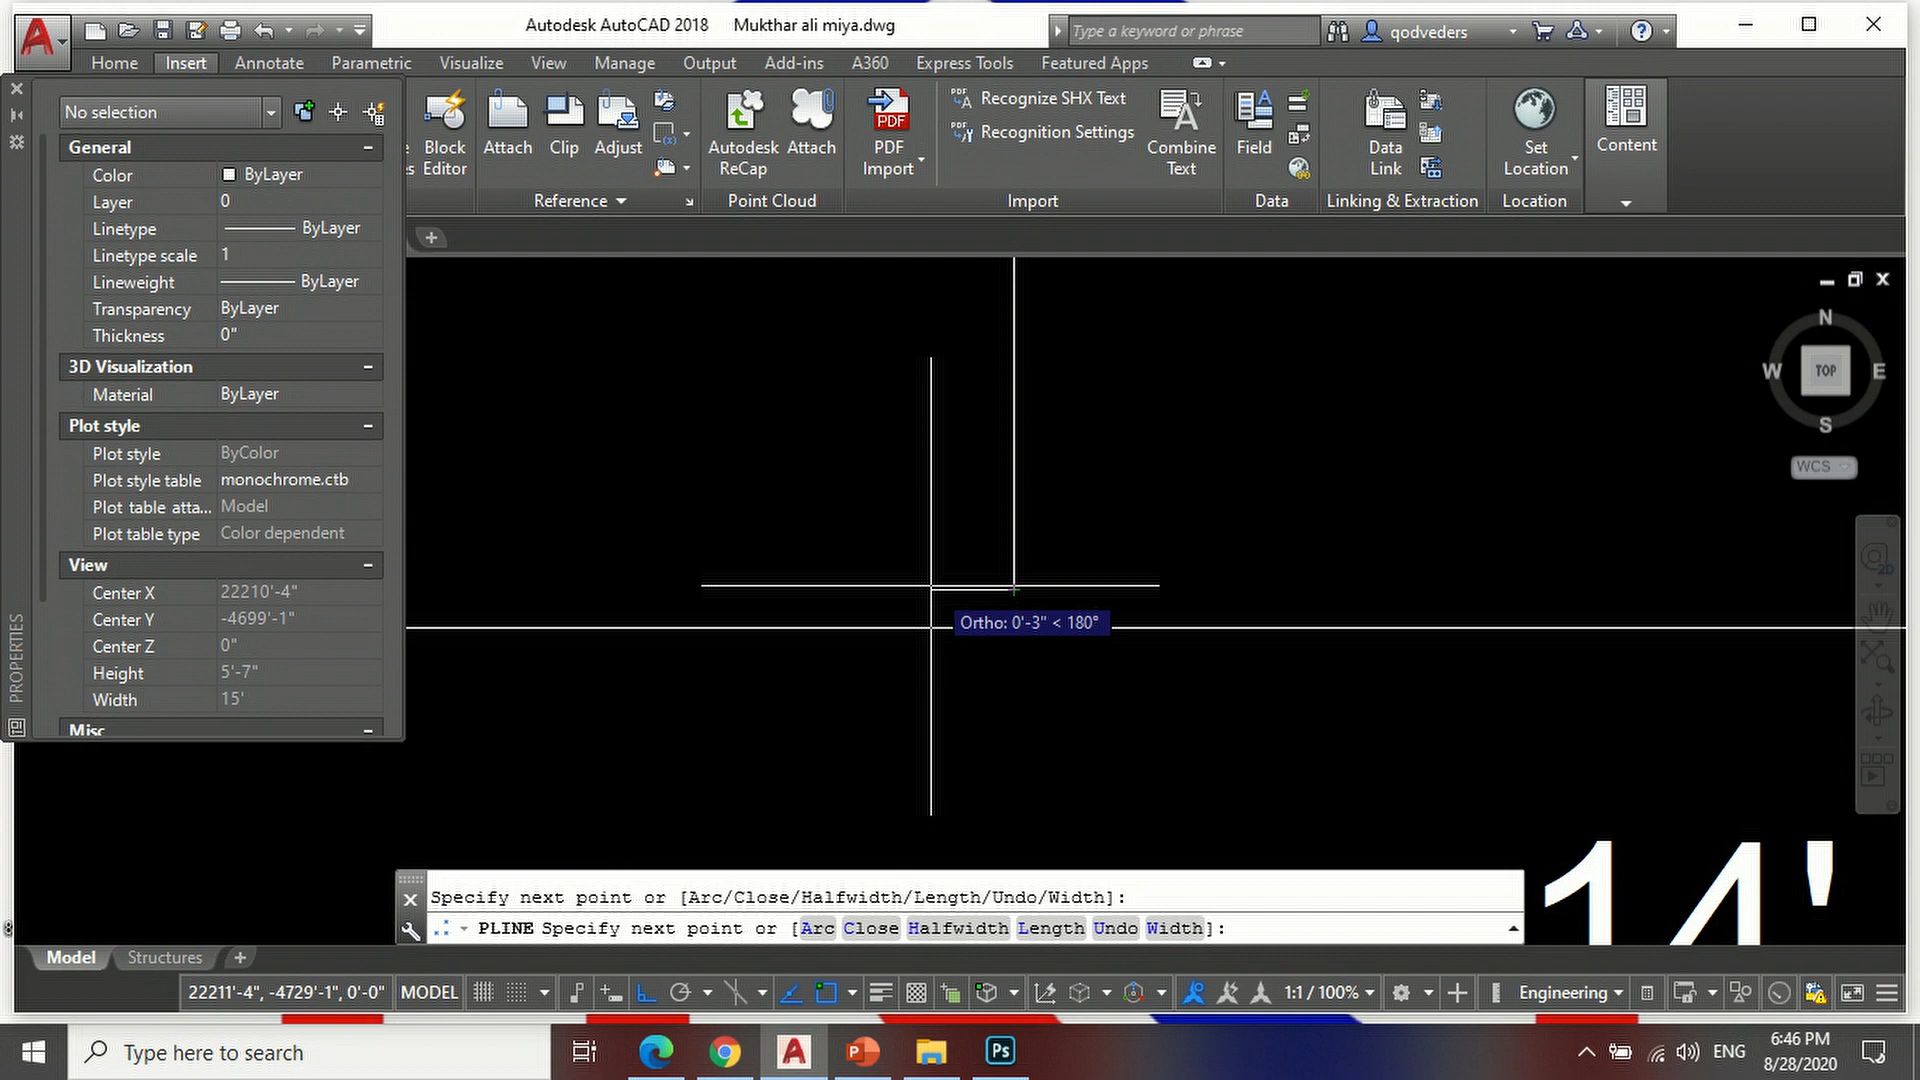 Autodesk AutoCAD 2018 Mukthar ali miya.dwg
Type a keyword or phrase
qodveders
Home Insert Annotate Parametric Visualize View Manage Output Add-ins A360 Express Tools Featured Apps
No selection
General
Color ByLayer
Layer 0
Linetype ByLayer
Linetype scale 1
Lineweight ByLayer
Transparency ByLayer
Thickness 0"
3D Visualization
Material ByLayer
Plot style
Plot style ByColor
Plot style table monochrome.ctb
Plot table atta... Model
Plot table type Color dependent
View
Center X 22210'-4"
Center Y -4699'-1"
Center Z 0"
Height 5'-7"
Width 15'
Misc
PROPERTIES
Block Editor
Attach
Clip
Adjust
Reference
Autodesk ReCap
Attach
Point Cloud
PDF Import
Recognize SHX Text
Recognition Settings
Combine Text
Import
Field
Data
Data Link
Linking & Extraction
Set Location
Location
Content
N
W TOP E
S
WCS
2D
Ortho: 0'-3" < 180°
14'
Specify next point or [Arc/Close/Halfwidth/Length/Undo/Width]:
PLINE Specify next point or [Arc Close Halfwidth Length Undo Width]:
Model Structures
22211'-4", -4729'-1", 0'-0" MODEL 1:1 / 100% Engineering
Type here to search
Ps
ENG
6:46 PM
8/28/2020